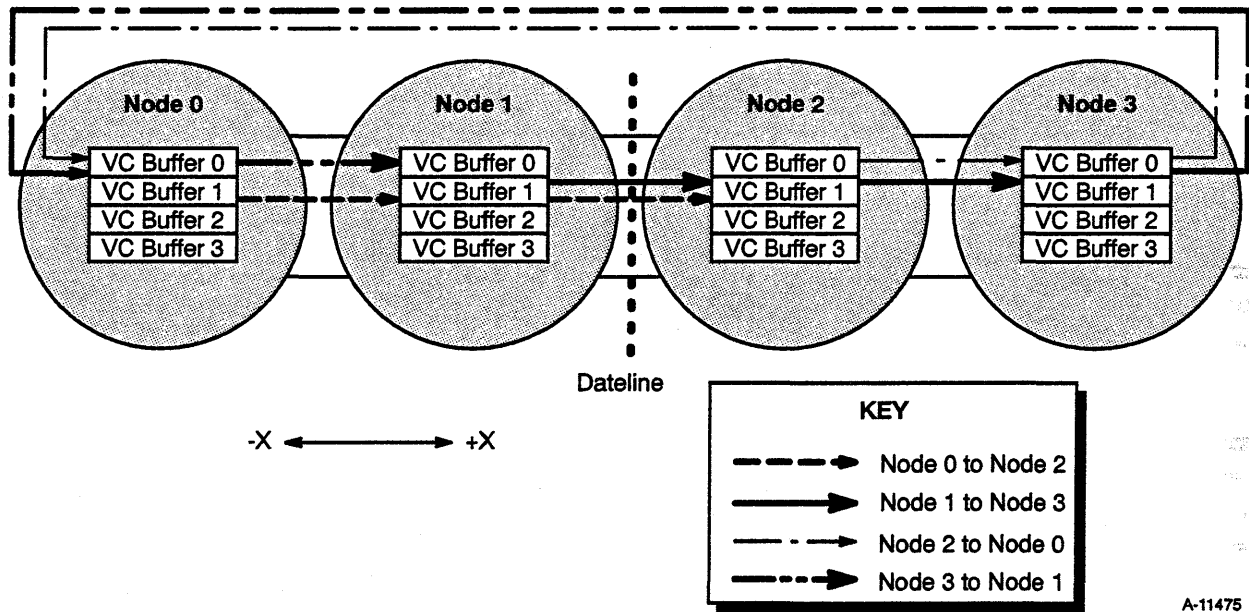 Node 0
Node 1
Node 2
Node 3
VC Buffer 0
VC Buffer 1
VC Buffer 2
VC Buffer 3
VC Buffer 0
VC Buffer 1
VC Buffer 2
VC Buffer 3
VC Buffer 0
VC Buffer 1
VC Buffer 2
VC Buffer 3
VC Buffer 0
VC Buffer 1
VC Buffer 2
VC Buffer 3
Dateline
-X
+X
KEY
Node 0 to Node 2
Node 1 to Node 3
Node 2 to Node 0
Node 3 to Node 1
A-11475